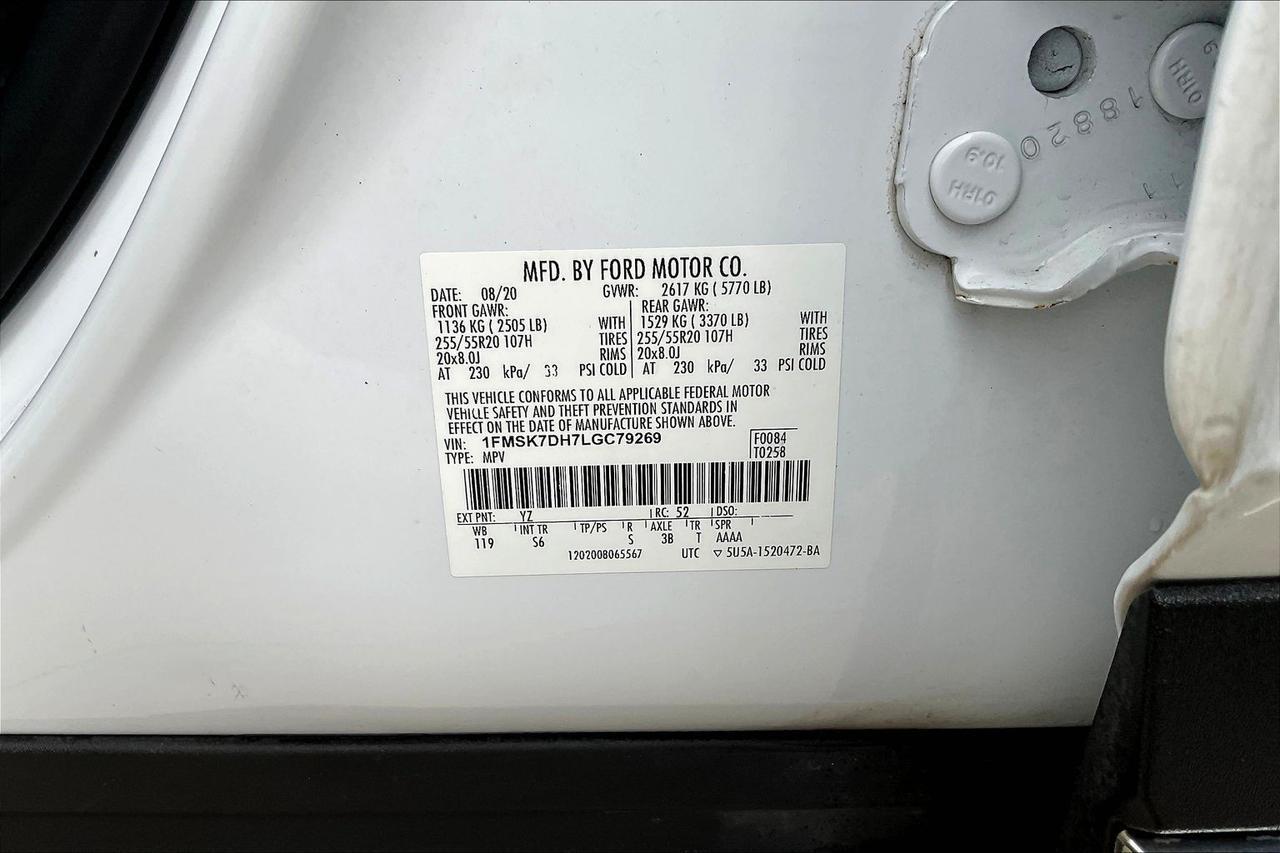 01RH
9
18820
10.9
01RH
11
MFD. BY FORD MOTOR CO.
DATE: 08/20 GVWR: 2617 KG ( 5770 LB)
FRONT GAWR: REAR GAWR:
1136 KG ( 2505 LB) WITH 1529 KG ( 3370 LB) WITH
255/55R20 107H TIRES 255/55R20 107H TIRES
20x8.0J RIMS 20x8.0J RIMS
AT 230 kPa/ 33 PSI COLD AT 230 kPa/ 33 PSI COLD
THIS VEHICLE CONFORMS TO ALL APPLICABLE FEDERAL MOTOR
VEHICLE SAFETY AND THEFT PREVENTION STANDARDS IN
EFFECT ON THE DATE OF MANUFACTURE SHOWN ABOVE.
VIN: 1FMSK7DH7LGC79269 F0084
TYPE: MPV T0258
EXT PNT: YZ RC: 52 DSO:
WB INT TR TP/PS R AXLE TR SPR
119 S6 S 3B T AAAA
1202008065567 UTC ▽ 5U5A-1520472-BA